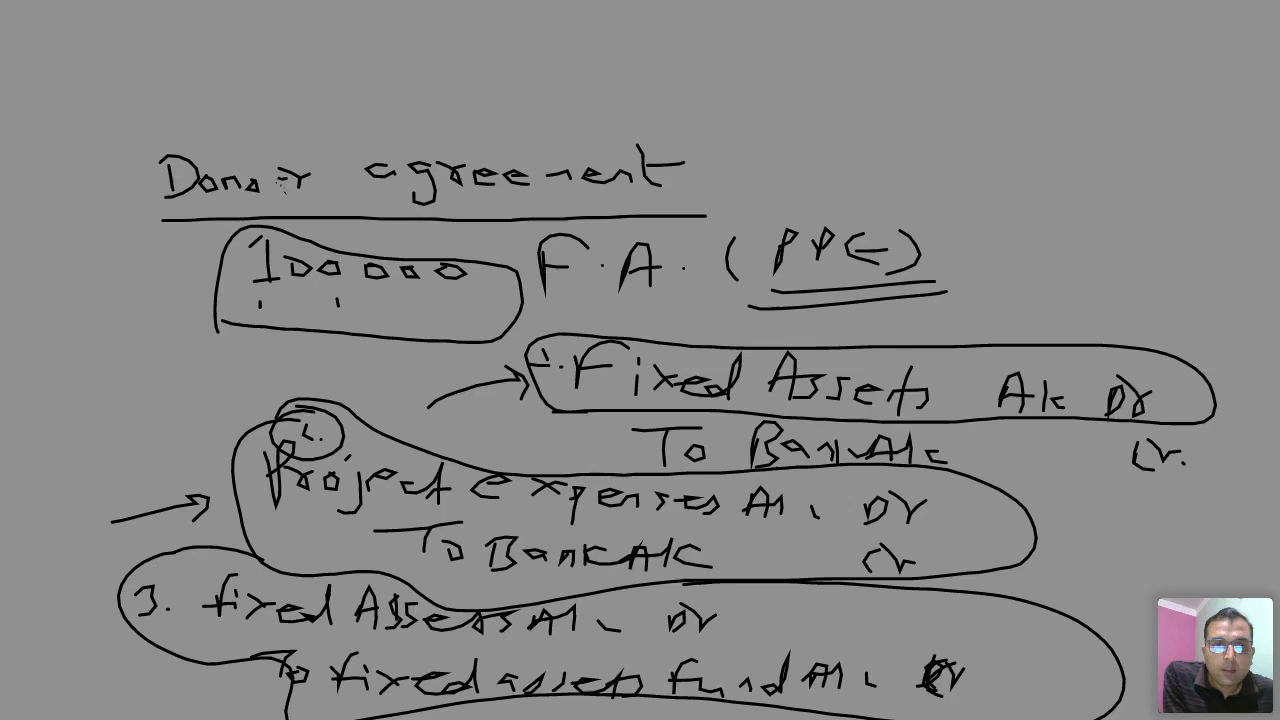 Donor agreement
100000 F.A. (PPE)
1. Fixed Assets A/c Dr
To Bank A/c Cr.
2.
Project expenses A/c Dr
To Bank A/c Cr
3. fixed Assets A/c Dr
To fixed assets fund A/c Cr